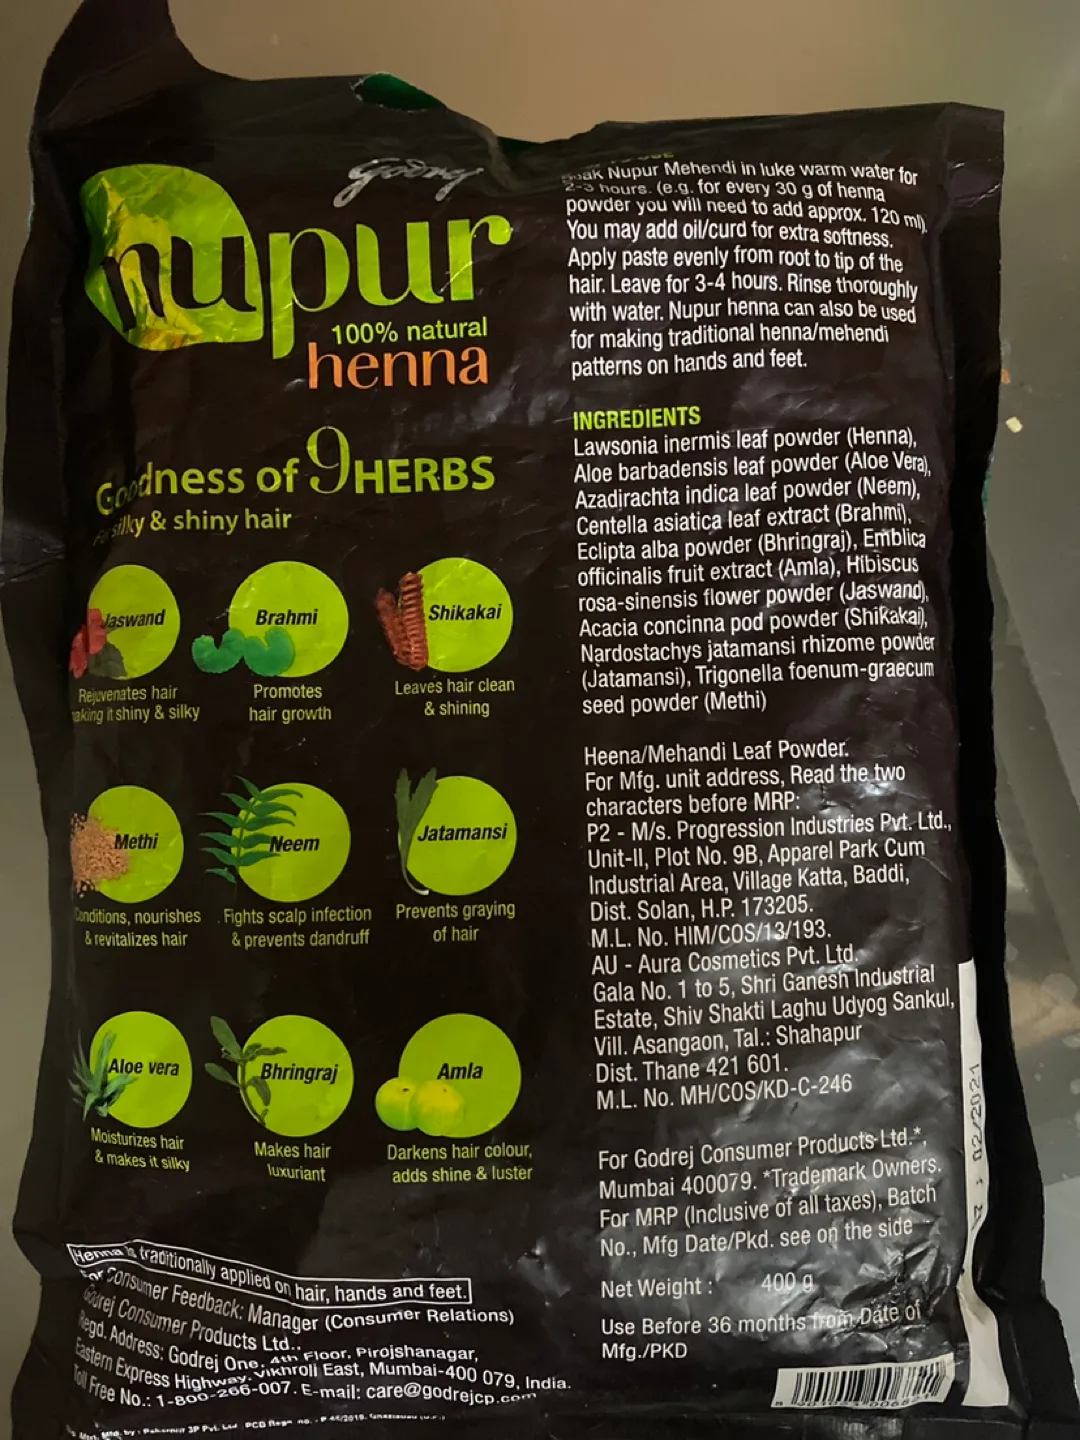 Godrej
nupur
100% natural
henna
Goodness of 9 HERBS
For silky & shiny hair
Jaswand
Rejuvenates hair
making it shiny & silky
Brahmi
Promotes
hair growth
Shikakai
Leaves hair clean
& shining
Methi
Conditions, nourishes
& revitalizes hair
Neem
Fights scalp infection
& prevents dandruff
Jatamansi
Prevents graying
of hair
Aloe vera
Moisturizes hair
& makes it silky
Bhringraj
Makes hair
luxuriant
Amla
Darkens hair colour,
adds shine & luster
Henna is traditionally applied on hair, hands and feet.
For Consumer Feedback: Manager (Consumer Relations)
Godrej Consumer Products Ltd.,
Regd. Address: Godrej One, 4th Floor, Pirojshanagar,
Eastern Express Highway, Vikhroli East, Mumbai-400 079, India.
Toll Free No.: 1-800-266-007. E-mail: care@godrejcp.com
Soak Nupur Mehendi in luke warm water for
2-3 hours. (e.g. for every 30 g of henna
powder you will need to add approx. 120 ml).
You may add oil/curd for extra softness.
Apply paste evenly from root to tip of the
hair. Leave for 3-4 hours. Rinse thoroughly
with water. Nupur henna can also be used
for making traditional henna/mehendi
patterns on hands and feet.
INGREDIENTS
Lawsonia inermis leaf powder (Henna),
Aloe barbadensis leaf powder (Aloe Vera),
Azadirachta indica leaf powder (Neem),
Centella asiatica leaf extract (Brahmi),
Eclipta alba powder (Bhringraj), Emblica
officinalis fruit extract (Amla), Hibiscus
rosa-sinensis flower powder (Jaswand),
Acacia concinna pod powder (Shikakai),
Nardostachys jatamansi rhizome powder
(Jatamansi), Trigonella foenum-graecum
seed powder (Methi)
Heena/Mehandi Leaf Powder.
For Mfg. unit address, Read the two
characters before MRP:
P2 - M/s. Progression Industries Pvt. Ltd.,
Unit-II, Plot No. 9B, Apparel Park Cum
Industrial Area, Village Katta, Baddi,
Dist. Solan, H.P. 173205.
M.L. No. HIM/COS/13/193.
AU - Aura Cosmetics Pvt. Ltd.
Gala No. 1 to 5, Shri Ganesh Industrial
Estate, Shiv Shakti Laghu Udyog Sankul,
Vill. Asangaon, Tal.: Shahapur
Dist. Thane 421 601.
M.L. No. MH/COS/KD-C-246
For Godrej Consumer Products Ltd.*,
Mumbai 400079. *Trademark Owners.
For MRP (Inclusive of all taxes), Batch
No., Mfg Date/Pkd. see on the side
Net Weight : 400 g
Use Before 36 months from Date of
Mfg./PKD
02/2021